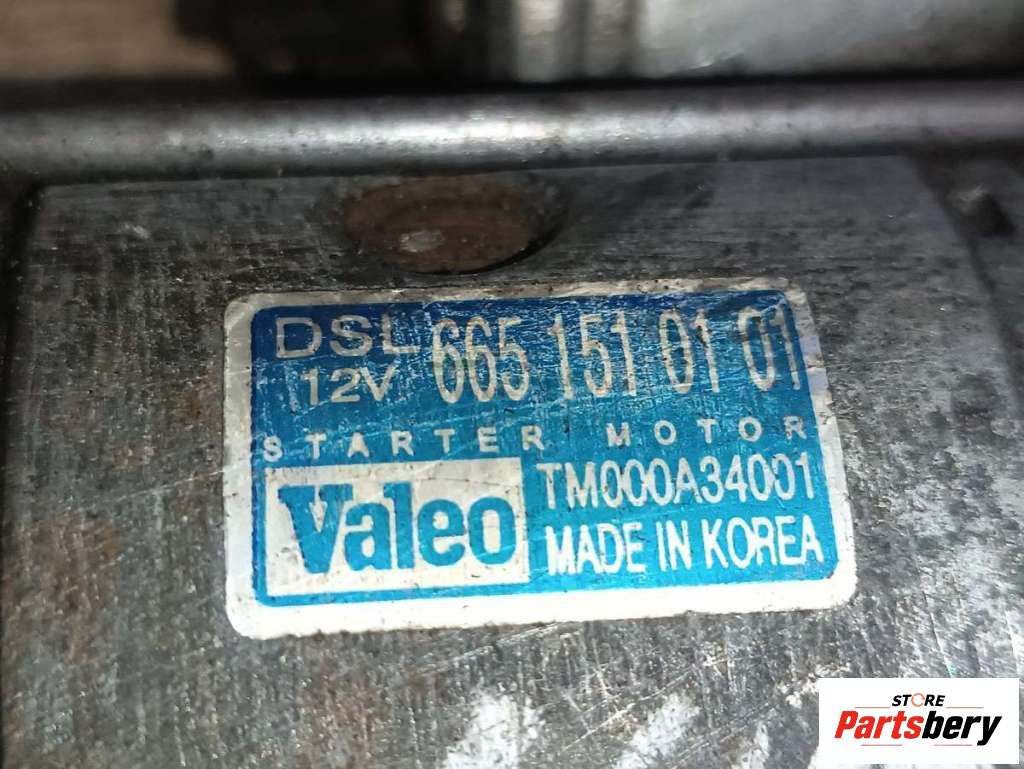 DSL 665 151 01 01
12V
STARTER MOTOR
Valeo TM000A34001
MADE IN KOREA
STORE
Partsbery